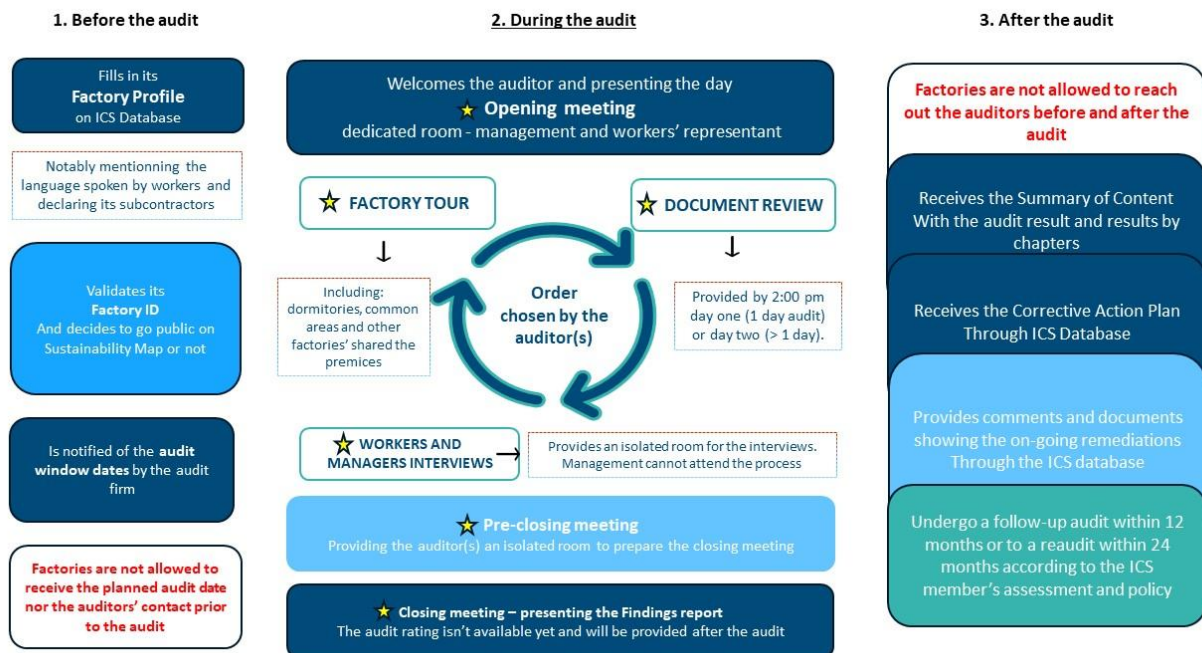 1. Before the audit
Fills in its
Factory Profile
on ICS Database
Notably mentionning the
language spoken by workers and
declaring its subcontractors
Validates its
Factory ID
And decides to go public on
Sustainability Map or not
Is notified of the audit
window dates by the audit
firm
Factories are not allowed to
receive the planned audit date
nor the auditors' contact prior
to the audit
2. During the audit
Welcomes the auditor and presenting the day
Opening meeting
dedicated room - management and workers' representant
FACTORY TOUR
DOCUMENT REVIEW
Including:
dormitories, common
areas and other
factories' shared the
premices
Order
chosen by the
auditor(s)
Provided by 2:00 pm
day one (1 day audit)
or day two (> 1 day).
WORKERS AND
MANAGERS INTERVIEWS
Provides an isolated room for the interviews.
Management cannot attend the process
Pre-closing meeting
Providing the auditor(s) an isolated room to prepare the closing meeting
Closing meeting – presenting the Findings report
The audit rating isn't available yet and will be provided after the audit
3. After the audit
Factories are not allowed to reach
out the auditors before and after the
audit
Receives the Summary of Content
With the audit result and results by
chapters
Receives the Corrective Action Plan
Through ICS Database
Provides comments and documents
showing the on-going remediations
Through the ICS database
Undergo a follow-up audit within 12
months or to a reaudit within 24
months according to the ICS
member's assessment and policy